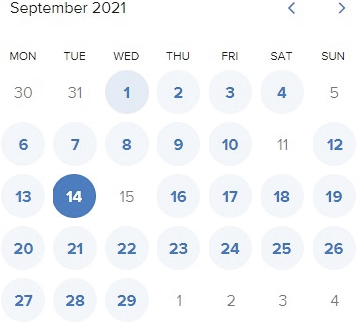 September 2021
MON TUE WED THU FRI SAT SUN
30 31 1 2 3 4 5
6 7 8 9 10 11 12
13 14 15 16 17 18 19
20 21 22 23 24 25 26
27 28 29 1 2 3 4